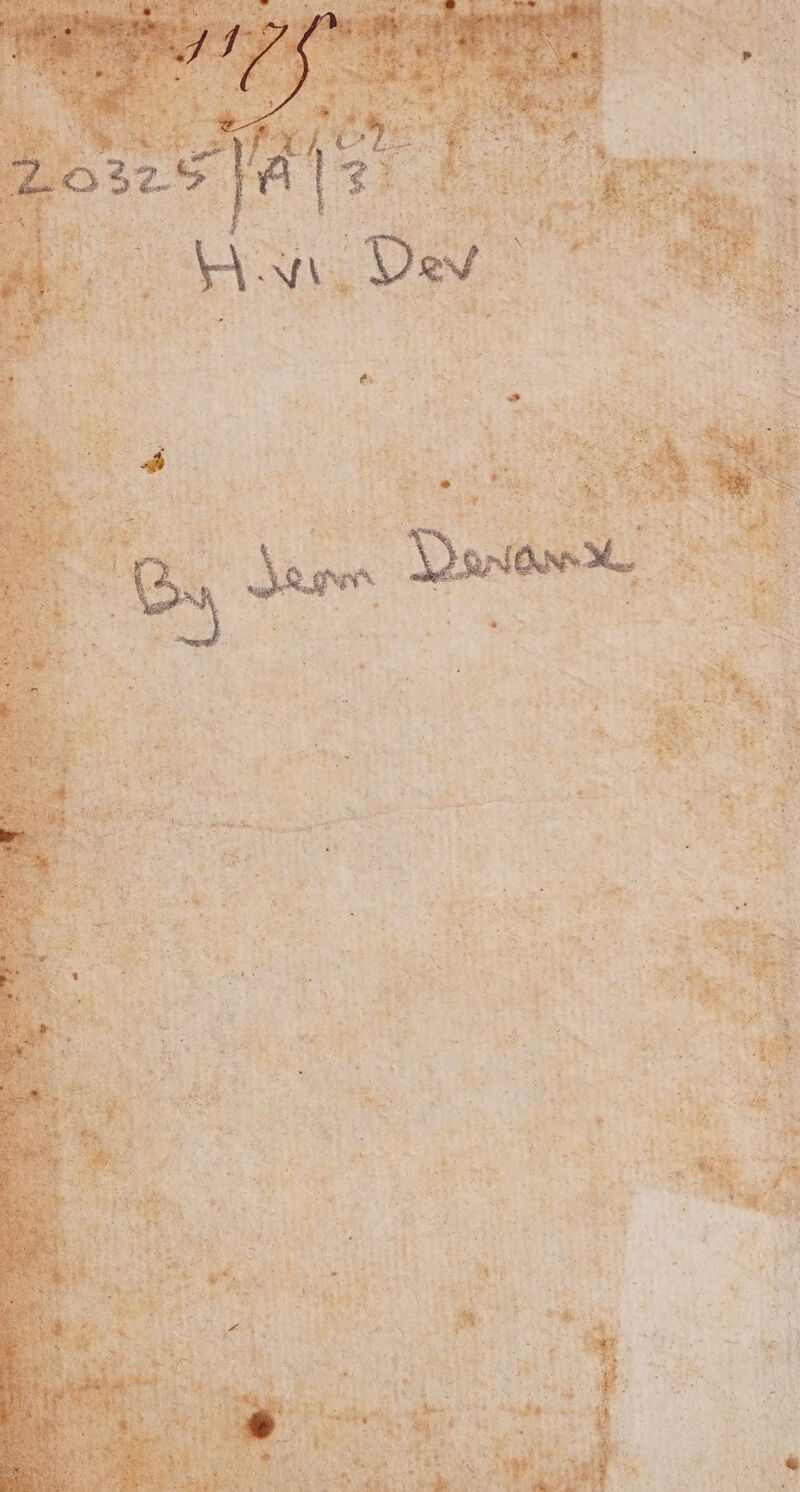 1175
20325/A/3
H.VI Dev
By Jean Devaux